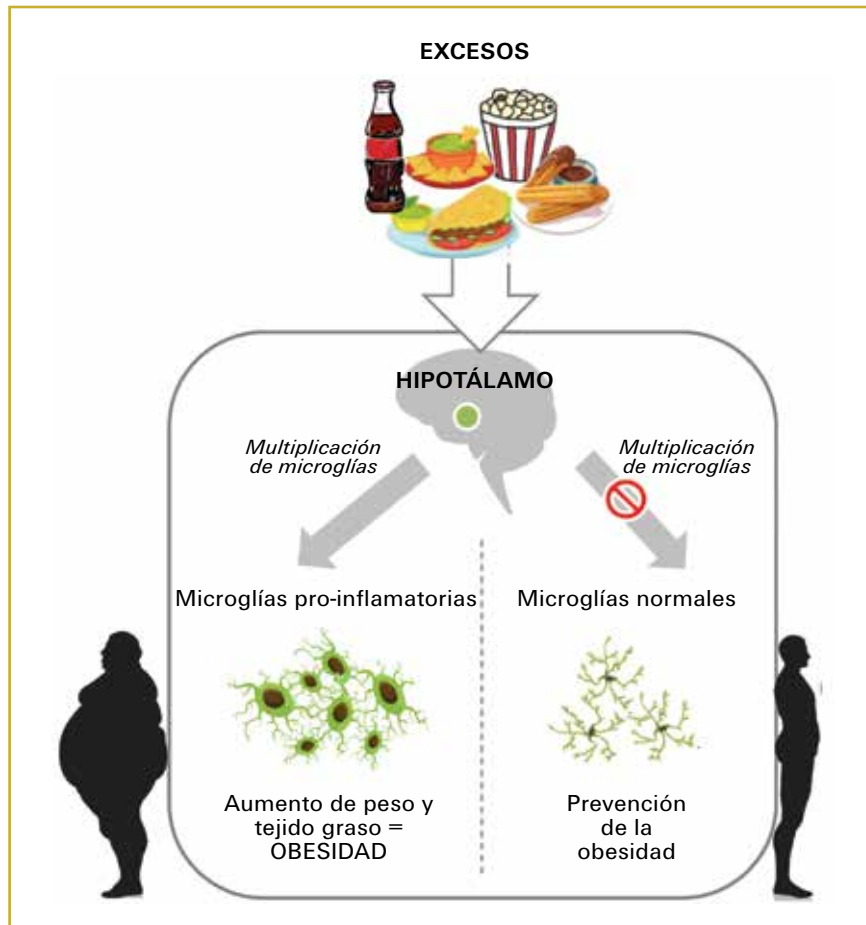 EXCESOS
HIPOTÁLAMO
Multiplicación
de microglías
Multiplicación
de microglías
Microglías pro-inflamatorias
Microglías normales
Aumento de peso y
tejido graso =
OBESIDAD
Prevención
de la
obesidad